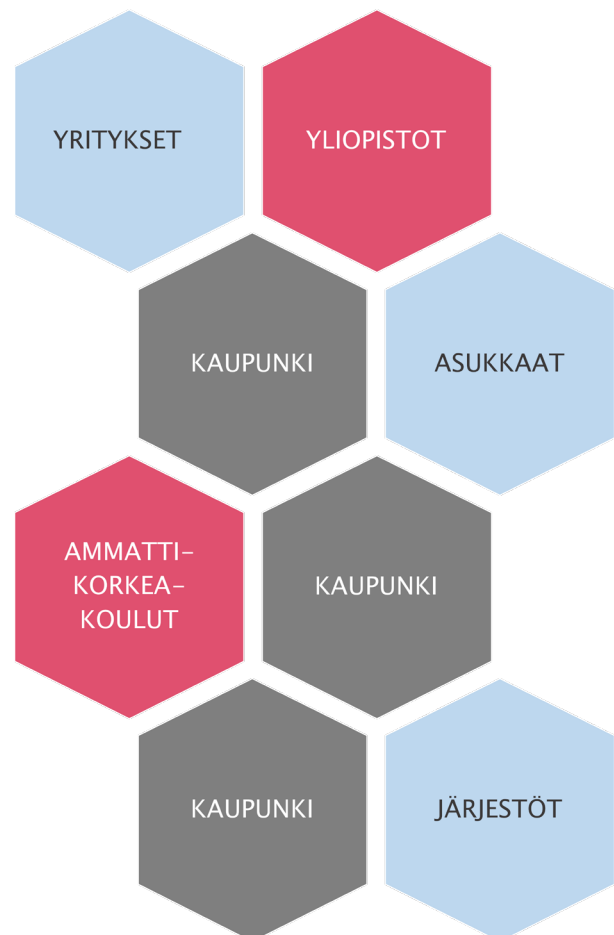 YRITYKSET
YLIOPISTOT
KAUPUNKI
ASUKKAAT
AMMATTI-
KORKEA-
KOULUT
KAUPUNKI
KAUPUNKI
JÄRJESTÖT